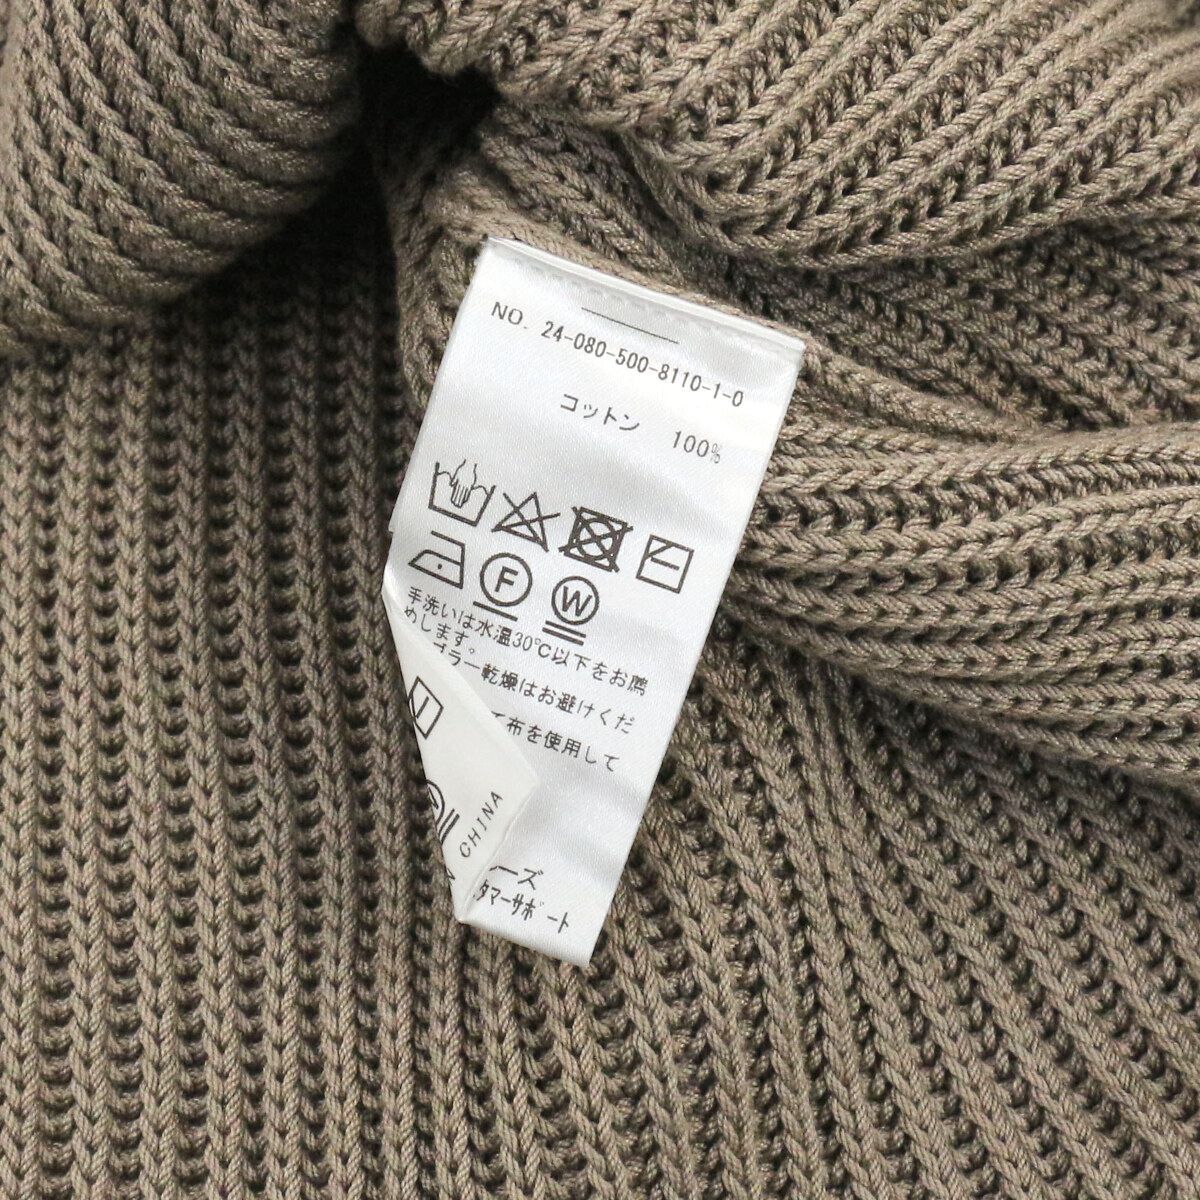 NO. 24-080-500-8110-1-0
コットン 100%
F
W
手洗いは水温30℃以下をお薦
めします。
ブラー乾燥はお避けくだ
て布を使用して
CHINA
ーズ
タマーサポート